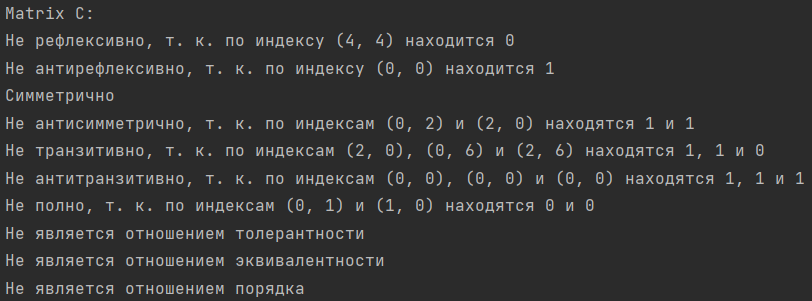 Matrix C:
Не рефлексивно, т. к. по индексу (4, 4) находится 0
Не антирефлексивно, т. к. по индексу (0, 0) находится 1
Симметрично
Не антисимметрично, т. к. по индексам (0, 2) и (2, 0) находятся 1 и 1
Не транзитивно, т. к. по индексам (2, 0), (0, 6) и (2, 6) находятся 1, 1 и 0
Не антитранзитивно, т. к. по индексам (0, 0), (0, 0) и (0, 0) находятся 1, 1 и 1
Не полно, т. к. по индексам (0, 1) и (1, 0) находятся 0 и 0
Не является отношением толерантности
Не является отношением эквивалентности
Не является отношением порядка